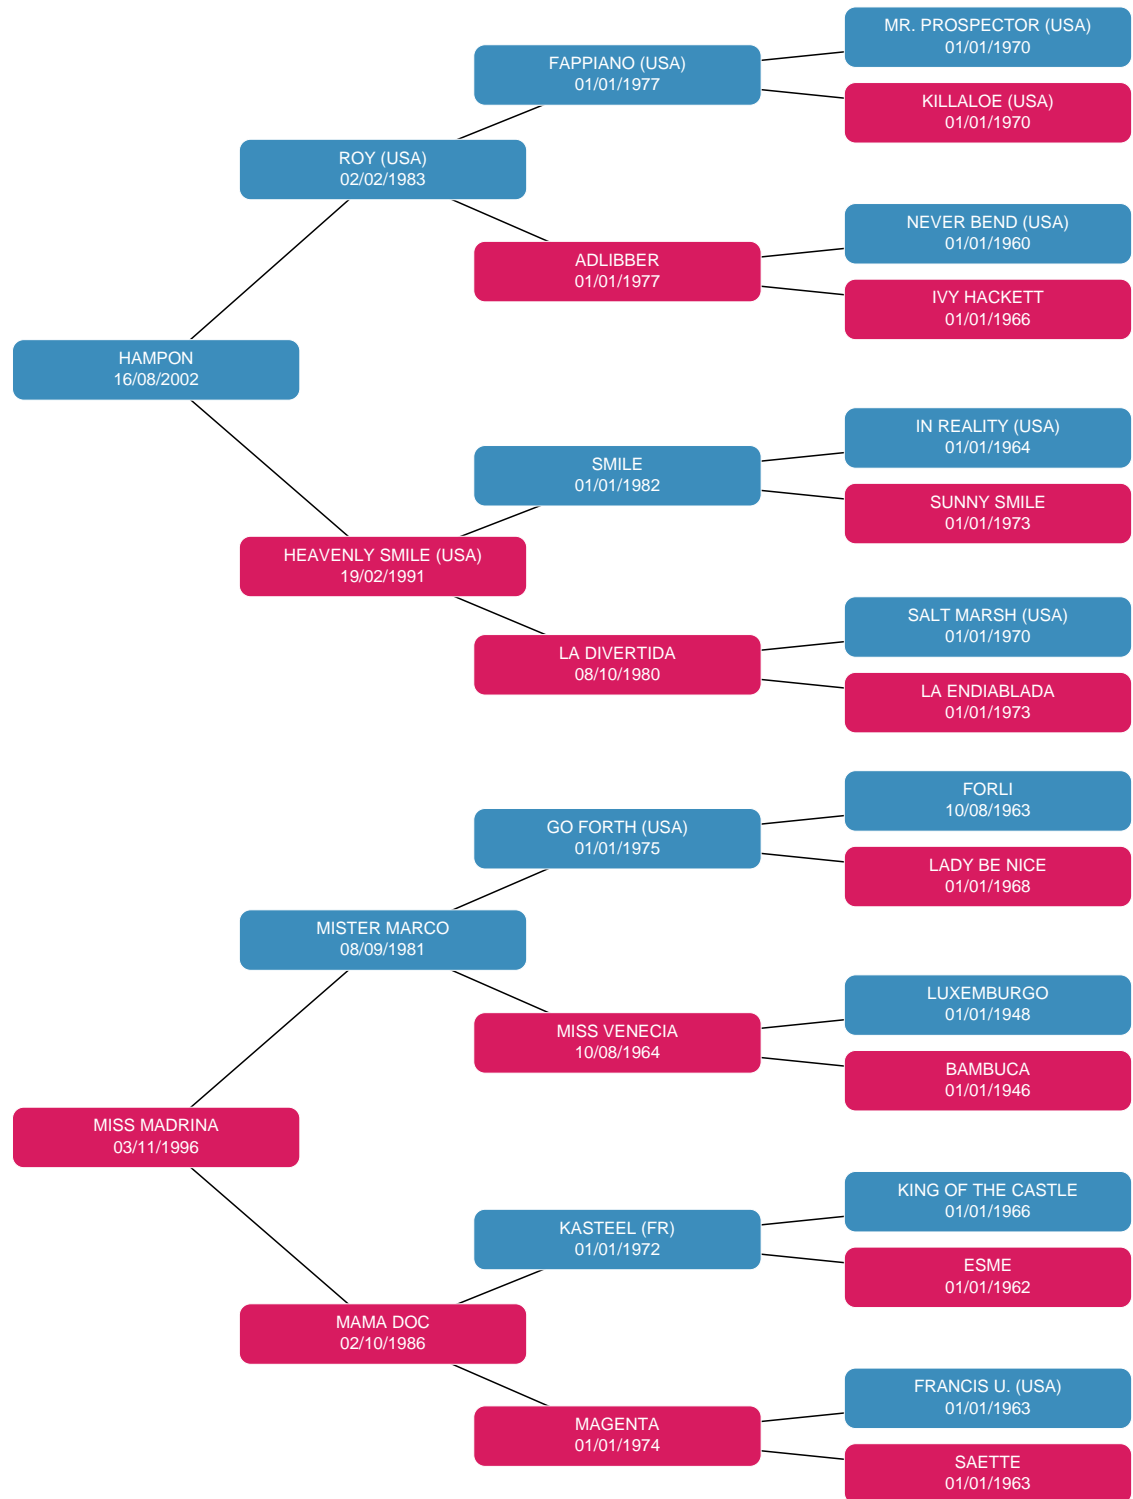 MR. PROSPECTOR (USA)
01/01/1970
FAPPIANO (USA)
01/01/1977
KILLALOE (USA)
01/01/1970
ROY (USA)
02/02/1983
NEVER BEND (USA)
01/01/1960
ADLIBBER
01/01/1977
IVY HACKETT
01/01/1966
HAMPON
16/08/2002
IN REALITY (USA)
01/01/1964
SMILE
01/01/1982
SUNNY SMILE
01/01/1973
HEAVENLY SMILE (USA)
19/02/1991
SALT MARSH (USA)
01/01/1970
LA DIVERTIDA
08/10/1980
LA ENDIABLADA
01/01/1973
FORLI
10/08/1963
GO FORTH (USA)
01/01/1975
LADY BE NICE
01/01/1968
MISTER MARCO
08/09/1981
LUXEMBURGO
01/01/1948
MISS VENECIA
10/08/1964
BAMBUCA
01/01/1946
MISS MADRINA
03/11/1996
KING OF THE CASTLE
01/01/1966
KASTEEL (FR)
01/01/1972
ESME
01/01/1962
MAMA DOC
02/10/1986
FRANCIS U. (USA)
01/01/1963
MAGENTA
01/01/1974
SAETTE
01/01/1963